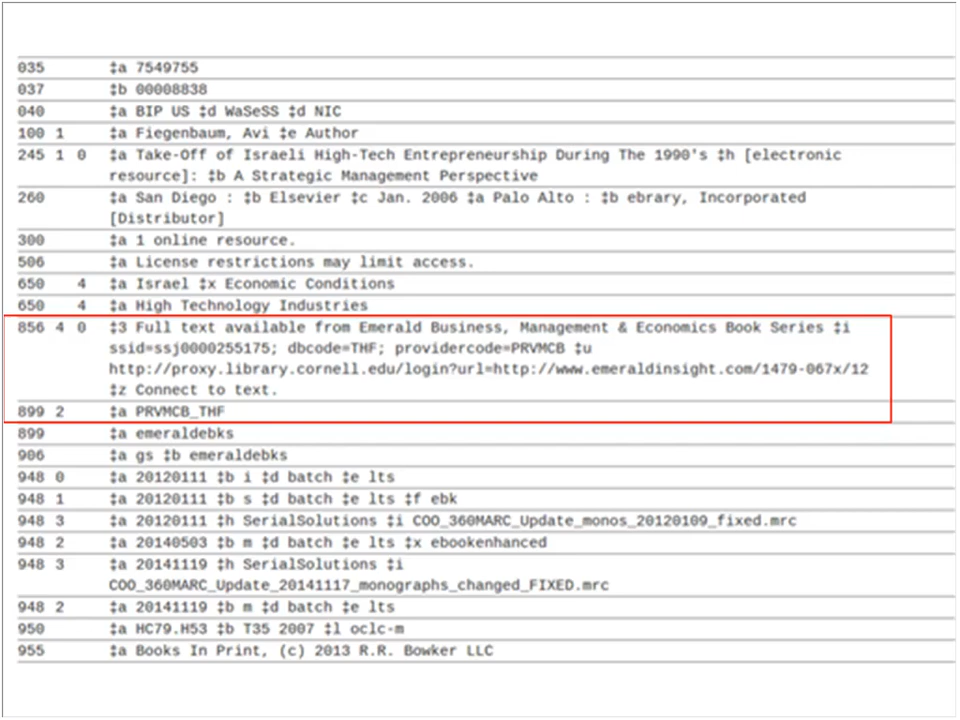 035 ‡a 7549755
037 ‡b 00008838
040 ‡a BIP US ‡d WaSeSS ‡d NIC
100 1 ‡a Fiegenbaum, Avi ‡e Author
245 1 0 ‡a Take-Off of Israeli High-Tech Entrepreneurship During The 1990's ‡h [electronic
resource]: ‡b A Strategic Management Perspective
260 ‡a San Diego : ‡b Elsevier ‡c Jan. 2006 ‡a Palo Alto : ‡b ebrary, Incorporated
[Distributor]
300 ‡a 1 online resource.
506 ‡a License restrictions may limit access.
650 4 ‡a Israel ‡x Economic Conditions
650 4 ‡a High Technology Industries
856 4 0 ‡3 Full text available from Emerald Business, Management & Economics Book Series ‡i
ssid=ssj0000255175; dbcode=THF; providercode=PRVMCB ‡u
http://proxy.library.cornell.edu/login?url=http://www.emeraldinsight.com/1479-067x/12
‡z Connect to text.
899 2 ‡a PRVMCB_THF
899 ‡a emeraldebks
906 ‡a gs ‡b emeraldebks
948 0 ‡a 20120111 ‡b i ‡d batch ‡e lts
948 1 ‡a 20120111 ‡b s ‡d batch ‡e lts ‡f ebk
948 3 ‡a 20120111 ‡h SerialSolutions ‡i COO_360MARC_Update_monos_20120109_fixed.mrc
948 2 ‡a 20140503 ‡b m ‡d batch ‡e lts ‡x ebookenhanced
948 3 ‡a 20141119 ‡h SerialSolutions ‡i
COO_360MARC_Update_20141117_monographs_changed_FIXED.mrc
948 2 ‡a 20141119 ‡b m ‡d batch ‡e lts
950 ‡a HC79.H53 ‡b T35 2007 ‡l oclc-m
955 ‡a Books In Print, (c) 2013 R.R. Bowker LLC